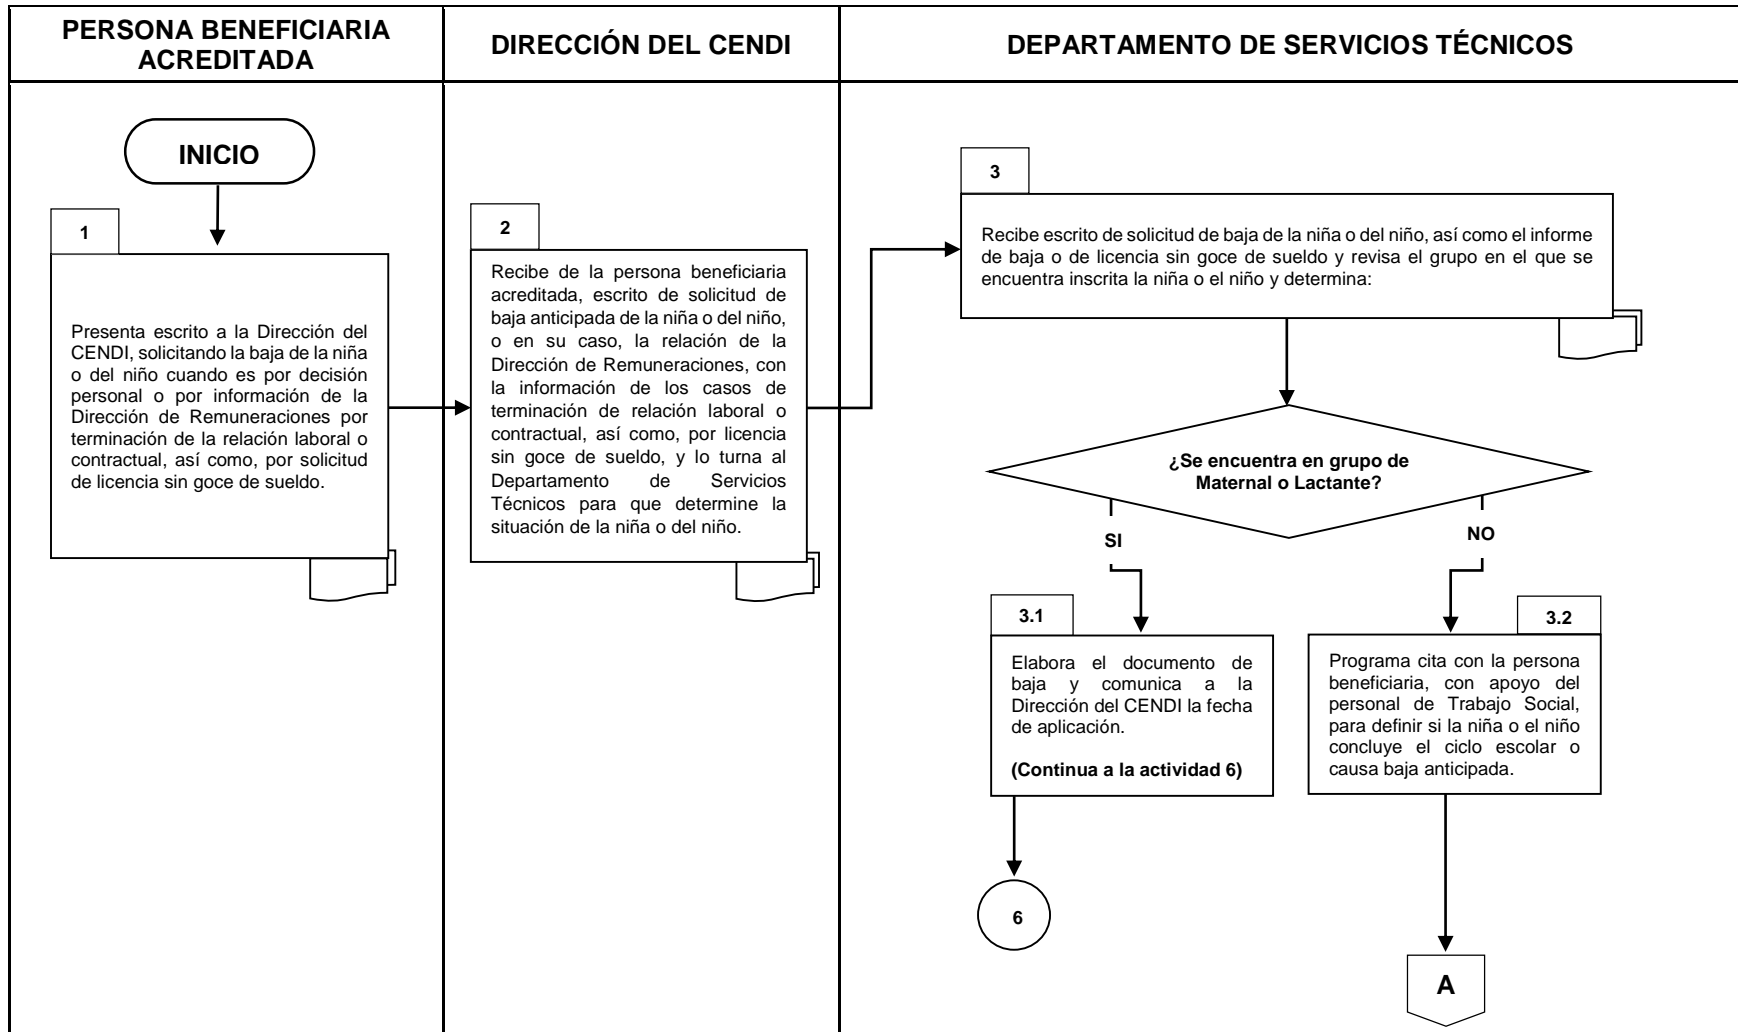 PERSONA BENEFICIARIA
ACREDITADA
DIRECCIÓN DEL CENDI
DEPARTAMENTO DE SERVICIOS TÉCNICOS
INICIO
1
Presenta escrito a la Dirección del
CENDI, solicitando la baja de la niña
o del niño cuando es por decisión
personal o por información de la
Dirección de Remuneraciones por
terminación de la relación laboral o
contractual, así como, por solicitud
de licencia sin goce de sueldo.
2
Recibe de la persona beneficiaria
acreditada, escrito de solicitud de
baja anticipada de la niña o del niño,
o en su caso, la relación de la
Dirección de Remuneraciones, con
la información de los casos de
terminación de relación laboral o
contractual, así como, por licencia
sin goce de sueldo, y lo turna al
Departamento de Servicios
Técnicos para que determine la
situación de la niña o del niño.
3
Recibe escrito de solicitud de baja de la niña o del niño, así como el informe
de baja o de licencia sin goce de sueldo y revisa el grupo en el que se
encuentra inscrita la niña o el niño y determina:
¿Se encuentra en grupo de
Maternal o Lactante?
SI
NO
3.1
Elabora el documento de
baja y comunica a la
Dirección del CENDI la fecha
de aplicación.
(Continua a la actividad 6)
3.2
Programa cita con la persona
beneficiaria, con apoyo del
personal de Trabajo Social,
para definir si la niña o el niño
concluye el ciclo escolar o
causa baja anticipada.
6
A